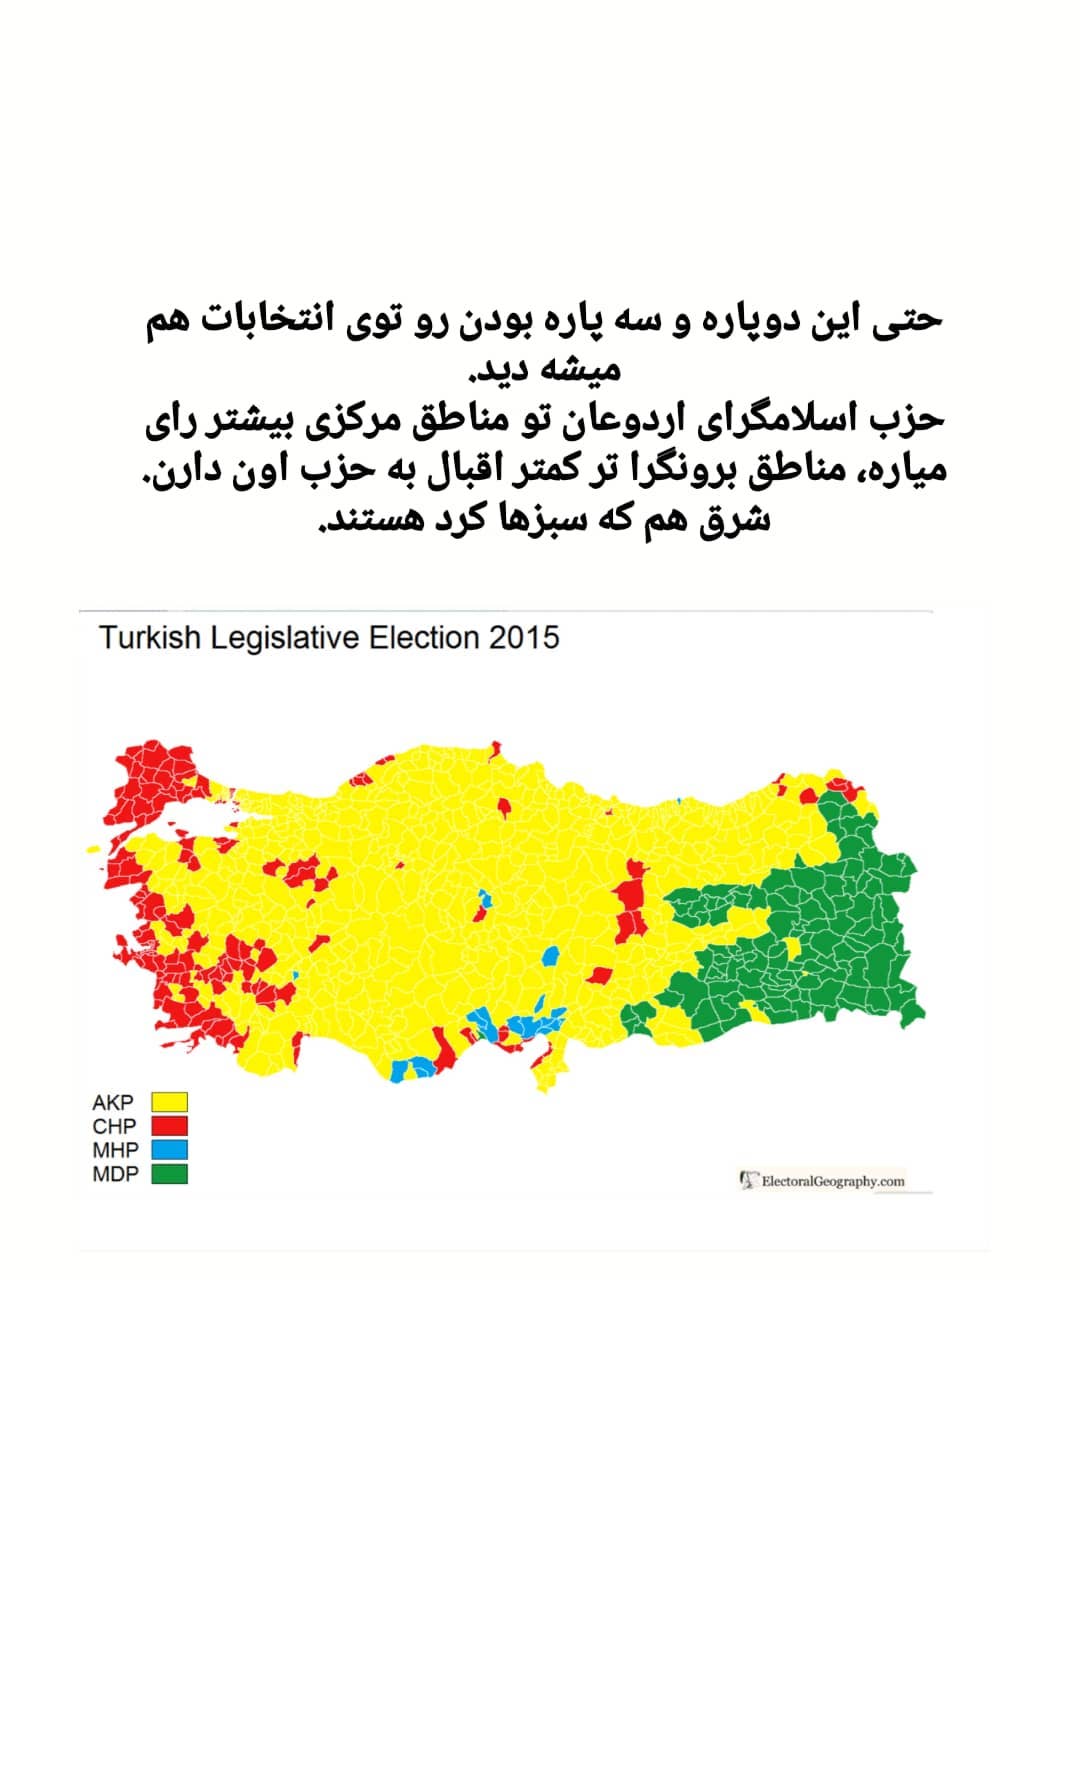 حتی این دوپاره و سه پاره بودن رو توی انتخابات هم
میشه دید.
حزب اسلامگرای اردوعان تو مناطق مرکزی بیشتر رای
میاره، مناطق برونگرا تر کمتر اقبال به حزب اون دارن.
شرق هم که سبزها کرد هستند.
Turkish Legislative Election 2015
AKP
CHP
MHP
MDP
ElectoralGeography.com